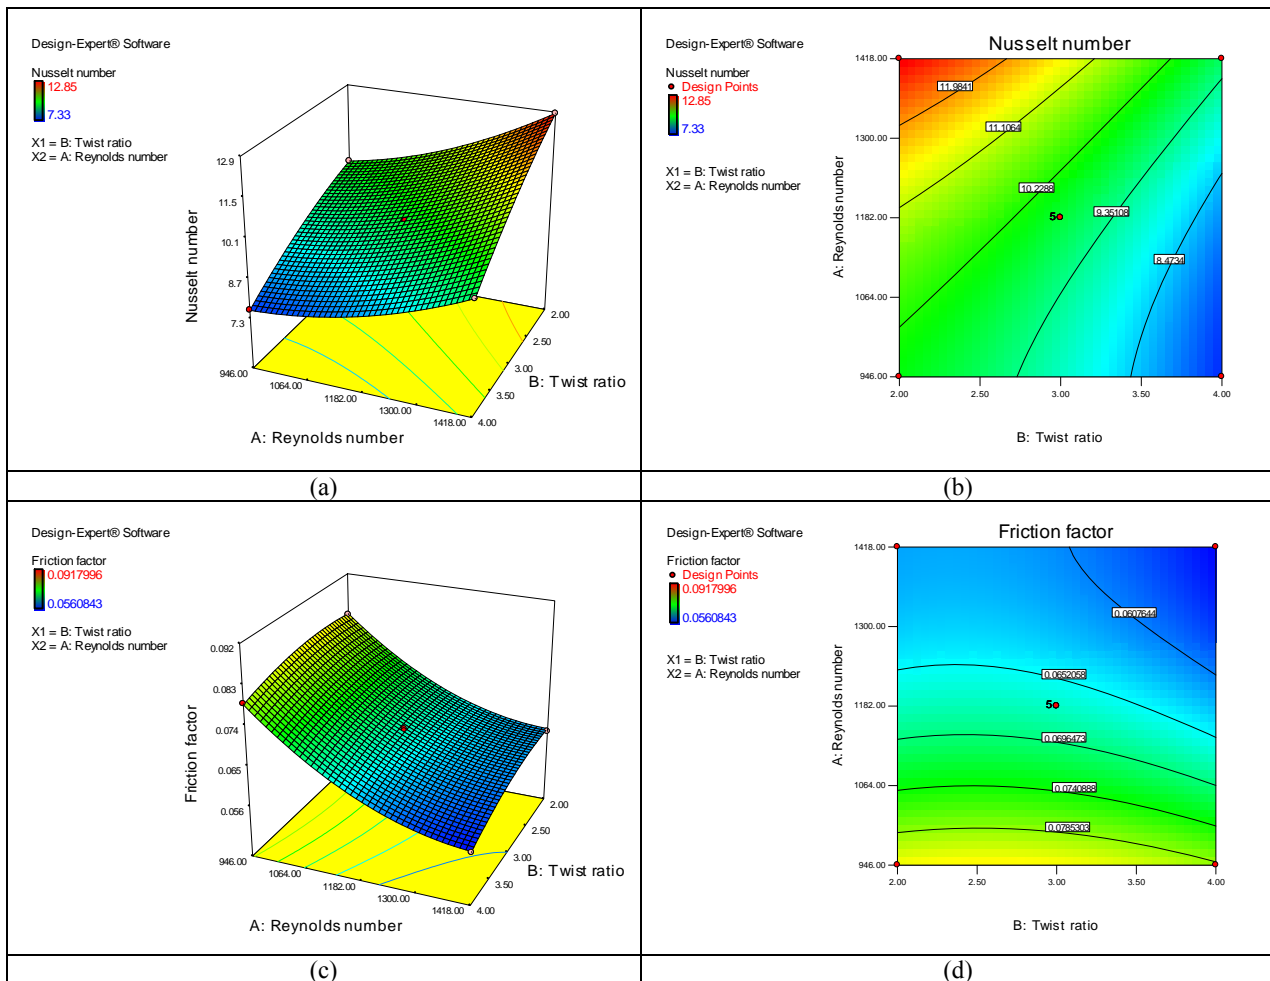 Design-Expert® Software
Nusselt number
12.85
7.33
X1 = B: Twist ratio
X2 = A: Reynolds number
12.9
11.5
10.1
8.7
7.3
Nusselt number
946.00
1064.00
1182.00
1300.00
1418.00
A: Reynolds number
2.00
2.50
3.00
3.50
4.00
B: Twist ratio
(a)
Design-Expert® Software
Nusselt number
Design Points
12.85
7.33
X1 = B: Twist ratio
X2 = A: Reynolds number
Nusselt number
1418.00
1300.00
1182.00
1064.00
946.00
A: Reynolds number
11.9841
11.1064
10.2288
9.35108
8.4734
5
2.00
2.50
3.00
3.50
4.00
B: Twist ratio
(b)
Design-Expert® Software
Friction factor
0.0917996
0.0560843
X1 = B: Twist ratio
X2 = A: Reynolds number
0.092
0.083
0.074
0.065
0.056
Friction factor
946.00
1064.00
1182.00
1300.00
1418.00
A: Reynolds number
2.00
2.50
3.00
3.50
4.00
B: Twist ratio
(c)
Design-Expert® Software
Friction factor
Design Points
0.0917996
0.0560843
X1 = B: Twist ratio
X2 = A: Reynolds number
Friction factor
1418.00
1300.00
1182.00
1064.00
946.00
A: Reynolds number
0.0607644
0.0652058
0.0696473
0.0740888
0.0785303
5
2.00
2.50
3.00
3.50
4.00
B: Twist ratio
(d)